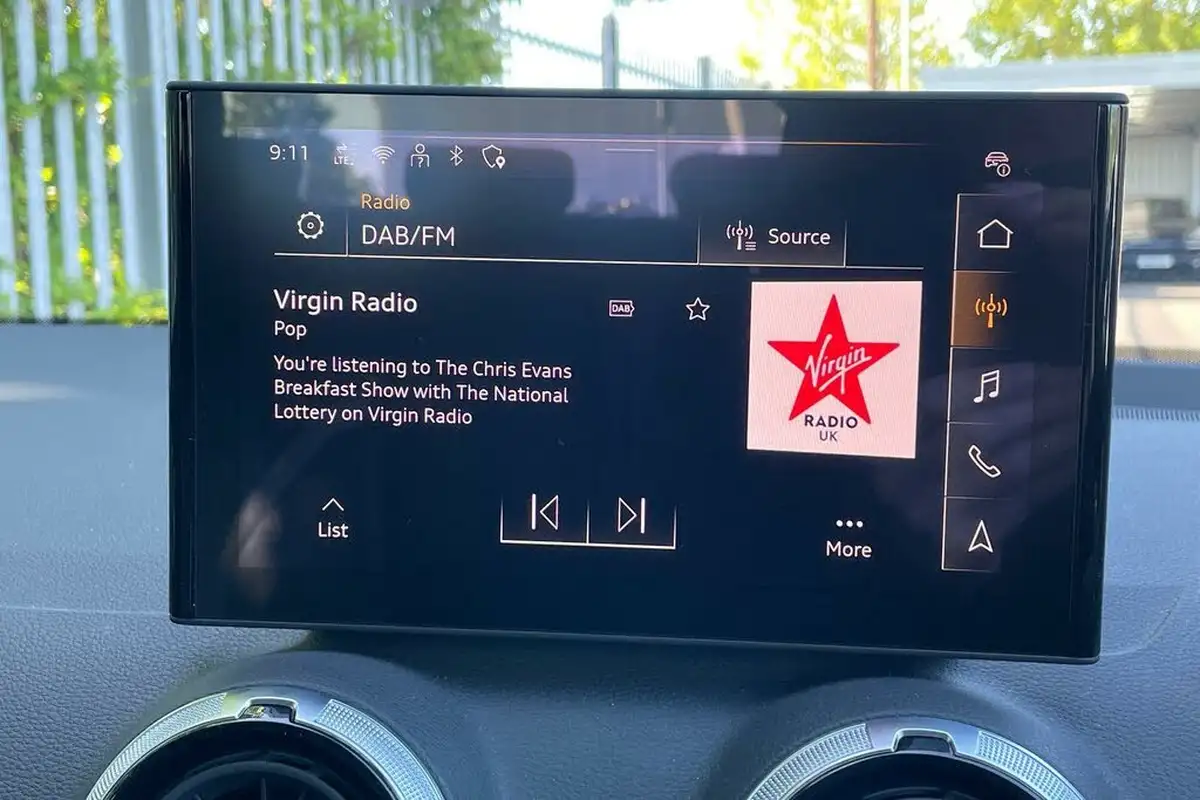 9:11 LTE
Radio
DAB/FM
Source
Virgin Radio
DAB
Pop
You're listening to The Chris Evans
Breakfast Show with The National
Lottery on Virgin Radio
Virgin
RADIO
UK
List
More